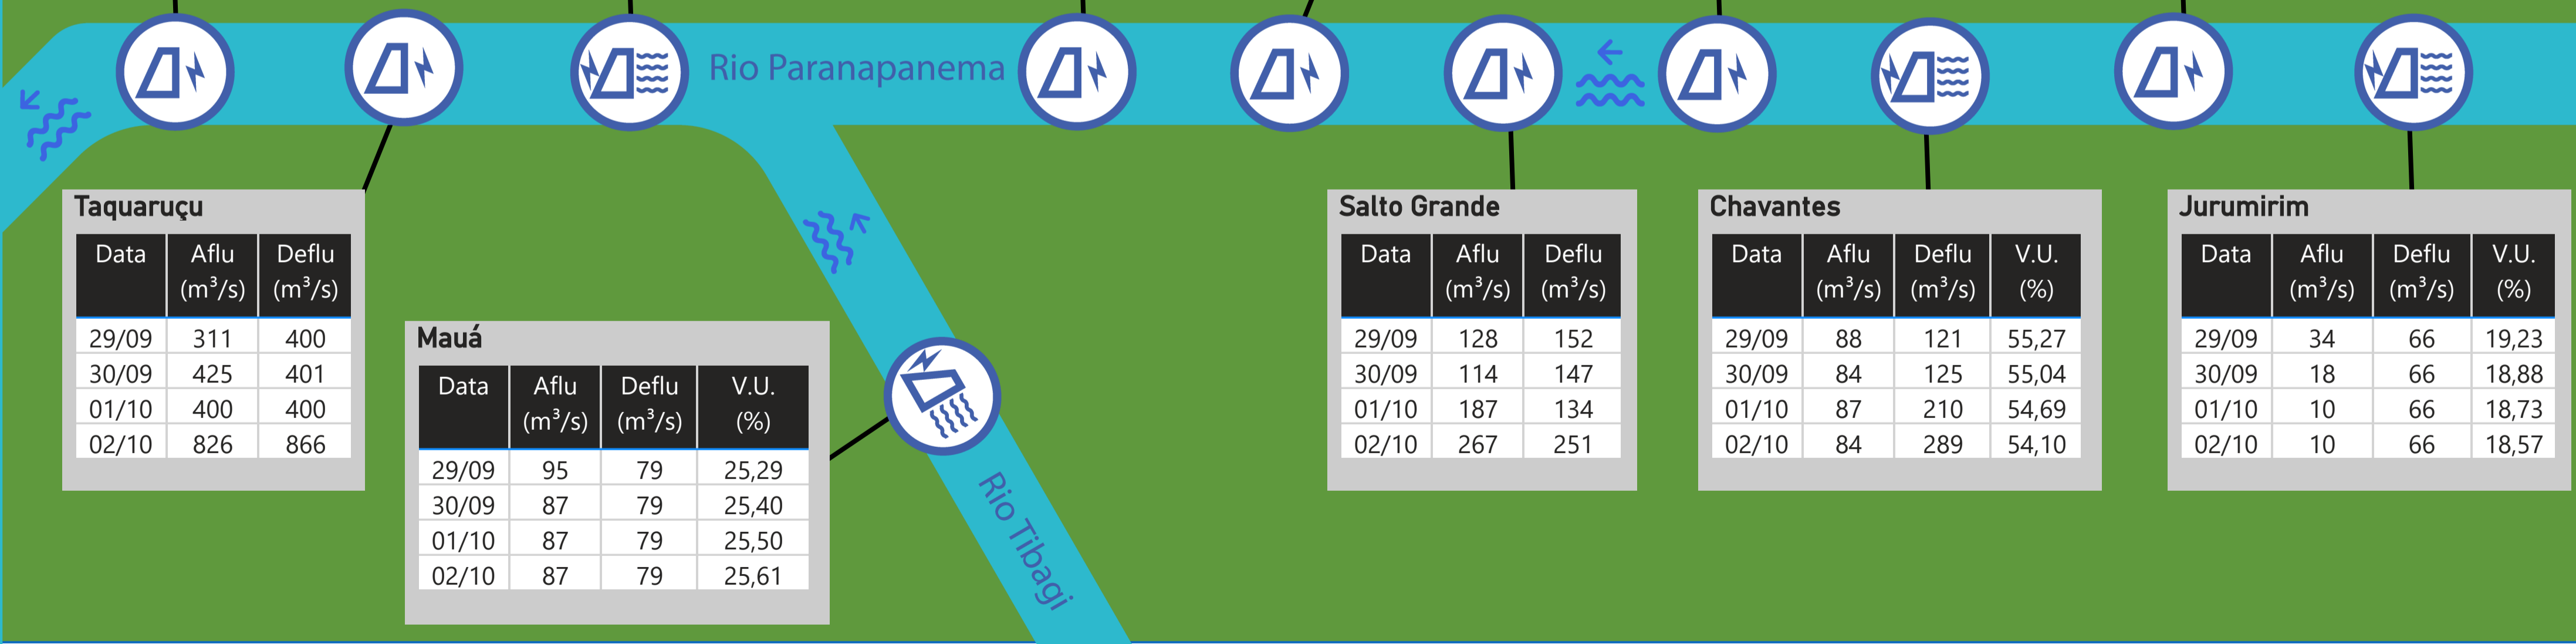 Rio Paranapanema
Taquaruçu
Data Aflu (m³/s) Deflu (m³/s)
29/09 311 400
30/09 425 401
01/10 400 400
02/10 826 866
Mauá
Data Aflu (m³/s) Deflu (m³/s) V.U. (%)
29/09 95 79 25,29
30/09 87 79 25,40
01/10 87 79 25,50
02/10 87 79 25,61
Rio Tibagi
Salto Grande
Data Aflu (m³/s) Deflu (m³/s)
29/09 128 152
30/09 114 147
01/10 187 134
02/10 267 251
Chavantes
Data Aflu (m³/s) Deflu (m³/s) V.U. (%)
29/09 88 121 55,27
30/09 84 125 55,04
01/10 87 210 54,69
02/10 84 289 54,10
Jurumirim
Data Aflu (m³/s) Deflu (m³/s) V.U. (%)
29/09 34 66 19,23
30/09 18 66 18,88
01/10 10 66 18,73
02/10 10 66 18,57